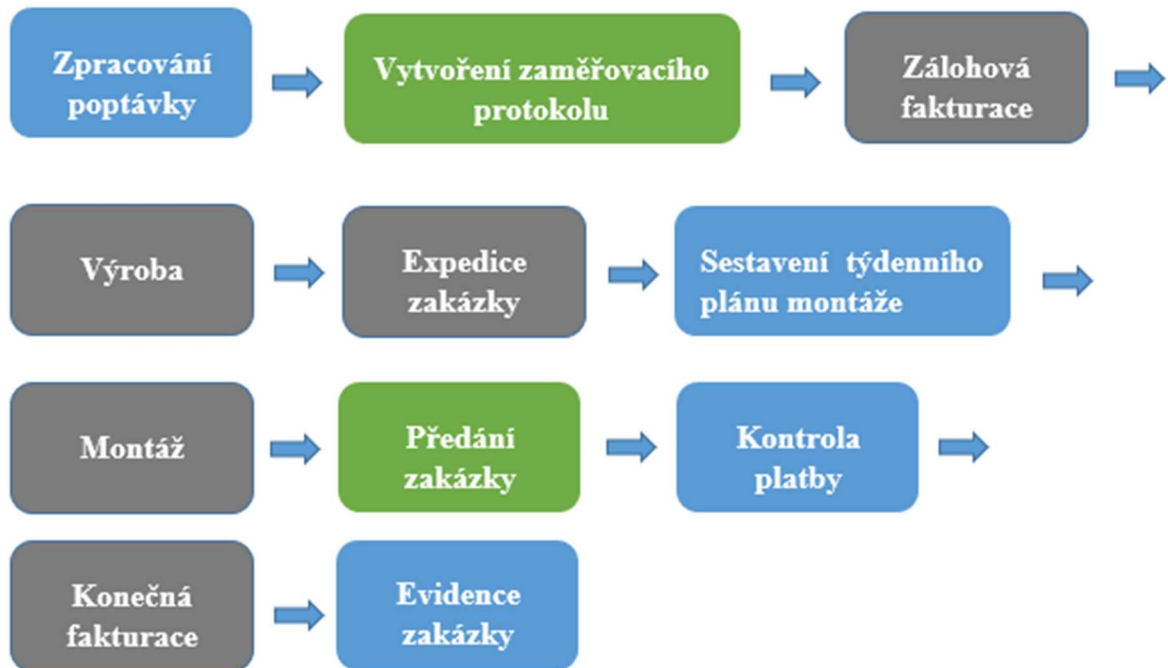 Zpracování
poptávky
Vytvoření zaměřovacího
protokolu
Zálohová
fakturace
Výroba
Expedice
zakázky
Sestavení týdenního
plánu montáže
Montáž
Předání
zakázky
Kontrola
platby
Konečná
fakturace
Evidence
zakázky